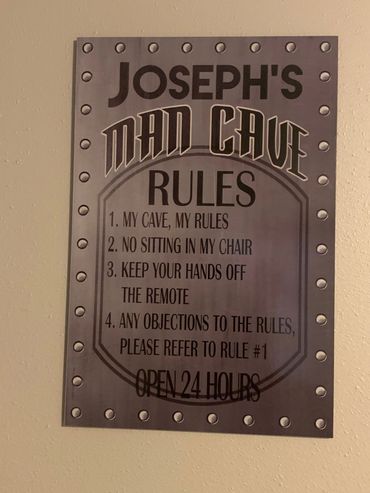 JOSEPH'S
MAN CAVE
RULES
1. MY CAVE, MY RULES
2. NO SITTING IN MY CHAIR
3. KEEP YOUR HANDS OFF
THE REMOTE
4. ANY OBJECTIONS TO THE RULES,
PLEASE REFER TO RULE #1
OPEN 24 HOURS